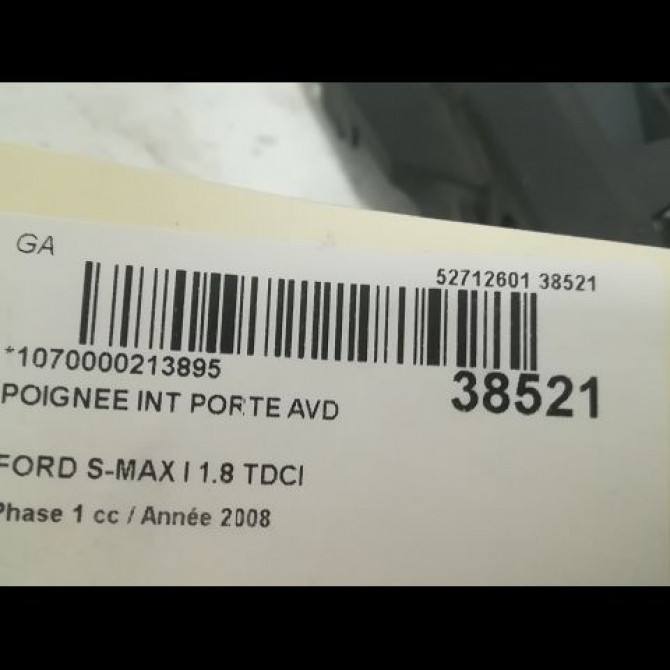 GA
52712601 38521
*1070000213895
38521
POIGNEE INT PORTE AVD
FORD S-MAX I 1.8 TDCI
Phase 1 cc / Année 2008